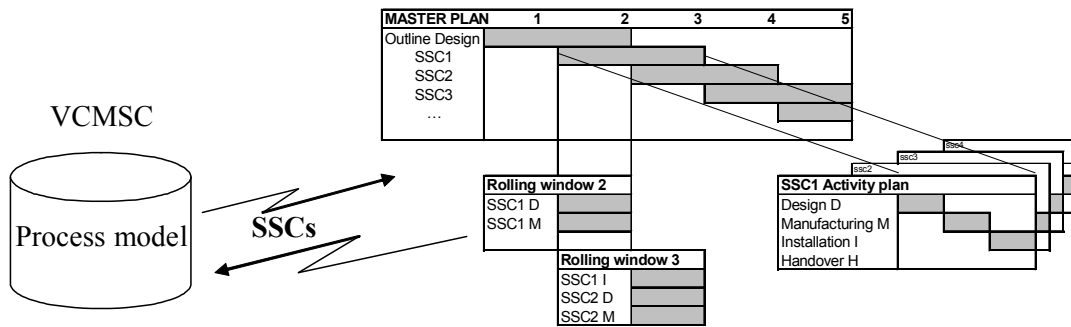 MASTER PLAN 1 2 3 4 5
Outline Design
SSC1
SSC2
SSC3
...
VCMSC
Process model
SSCs
Rolling window 2
SSC1 D
SSC1 M
Rolling window 3
SSC1 I
SSC2 D
SSC2 M
ssc4
ssc3
ssc2
SSC1 Activity plan
Design D
Manufacturing M
Installation I
Handover H